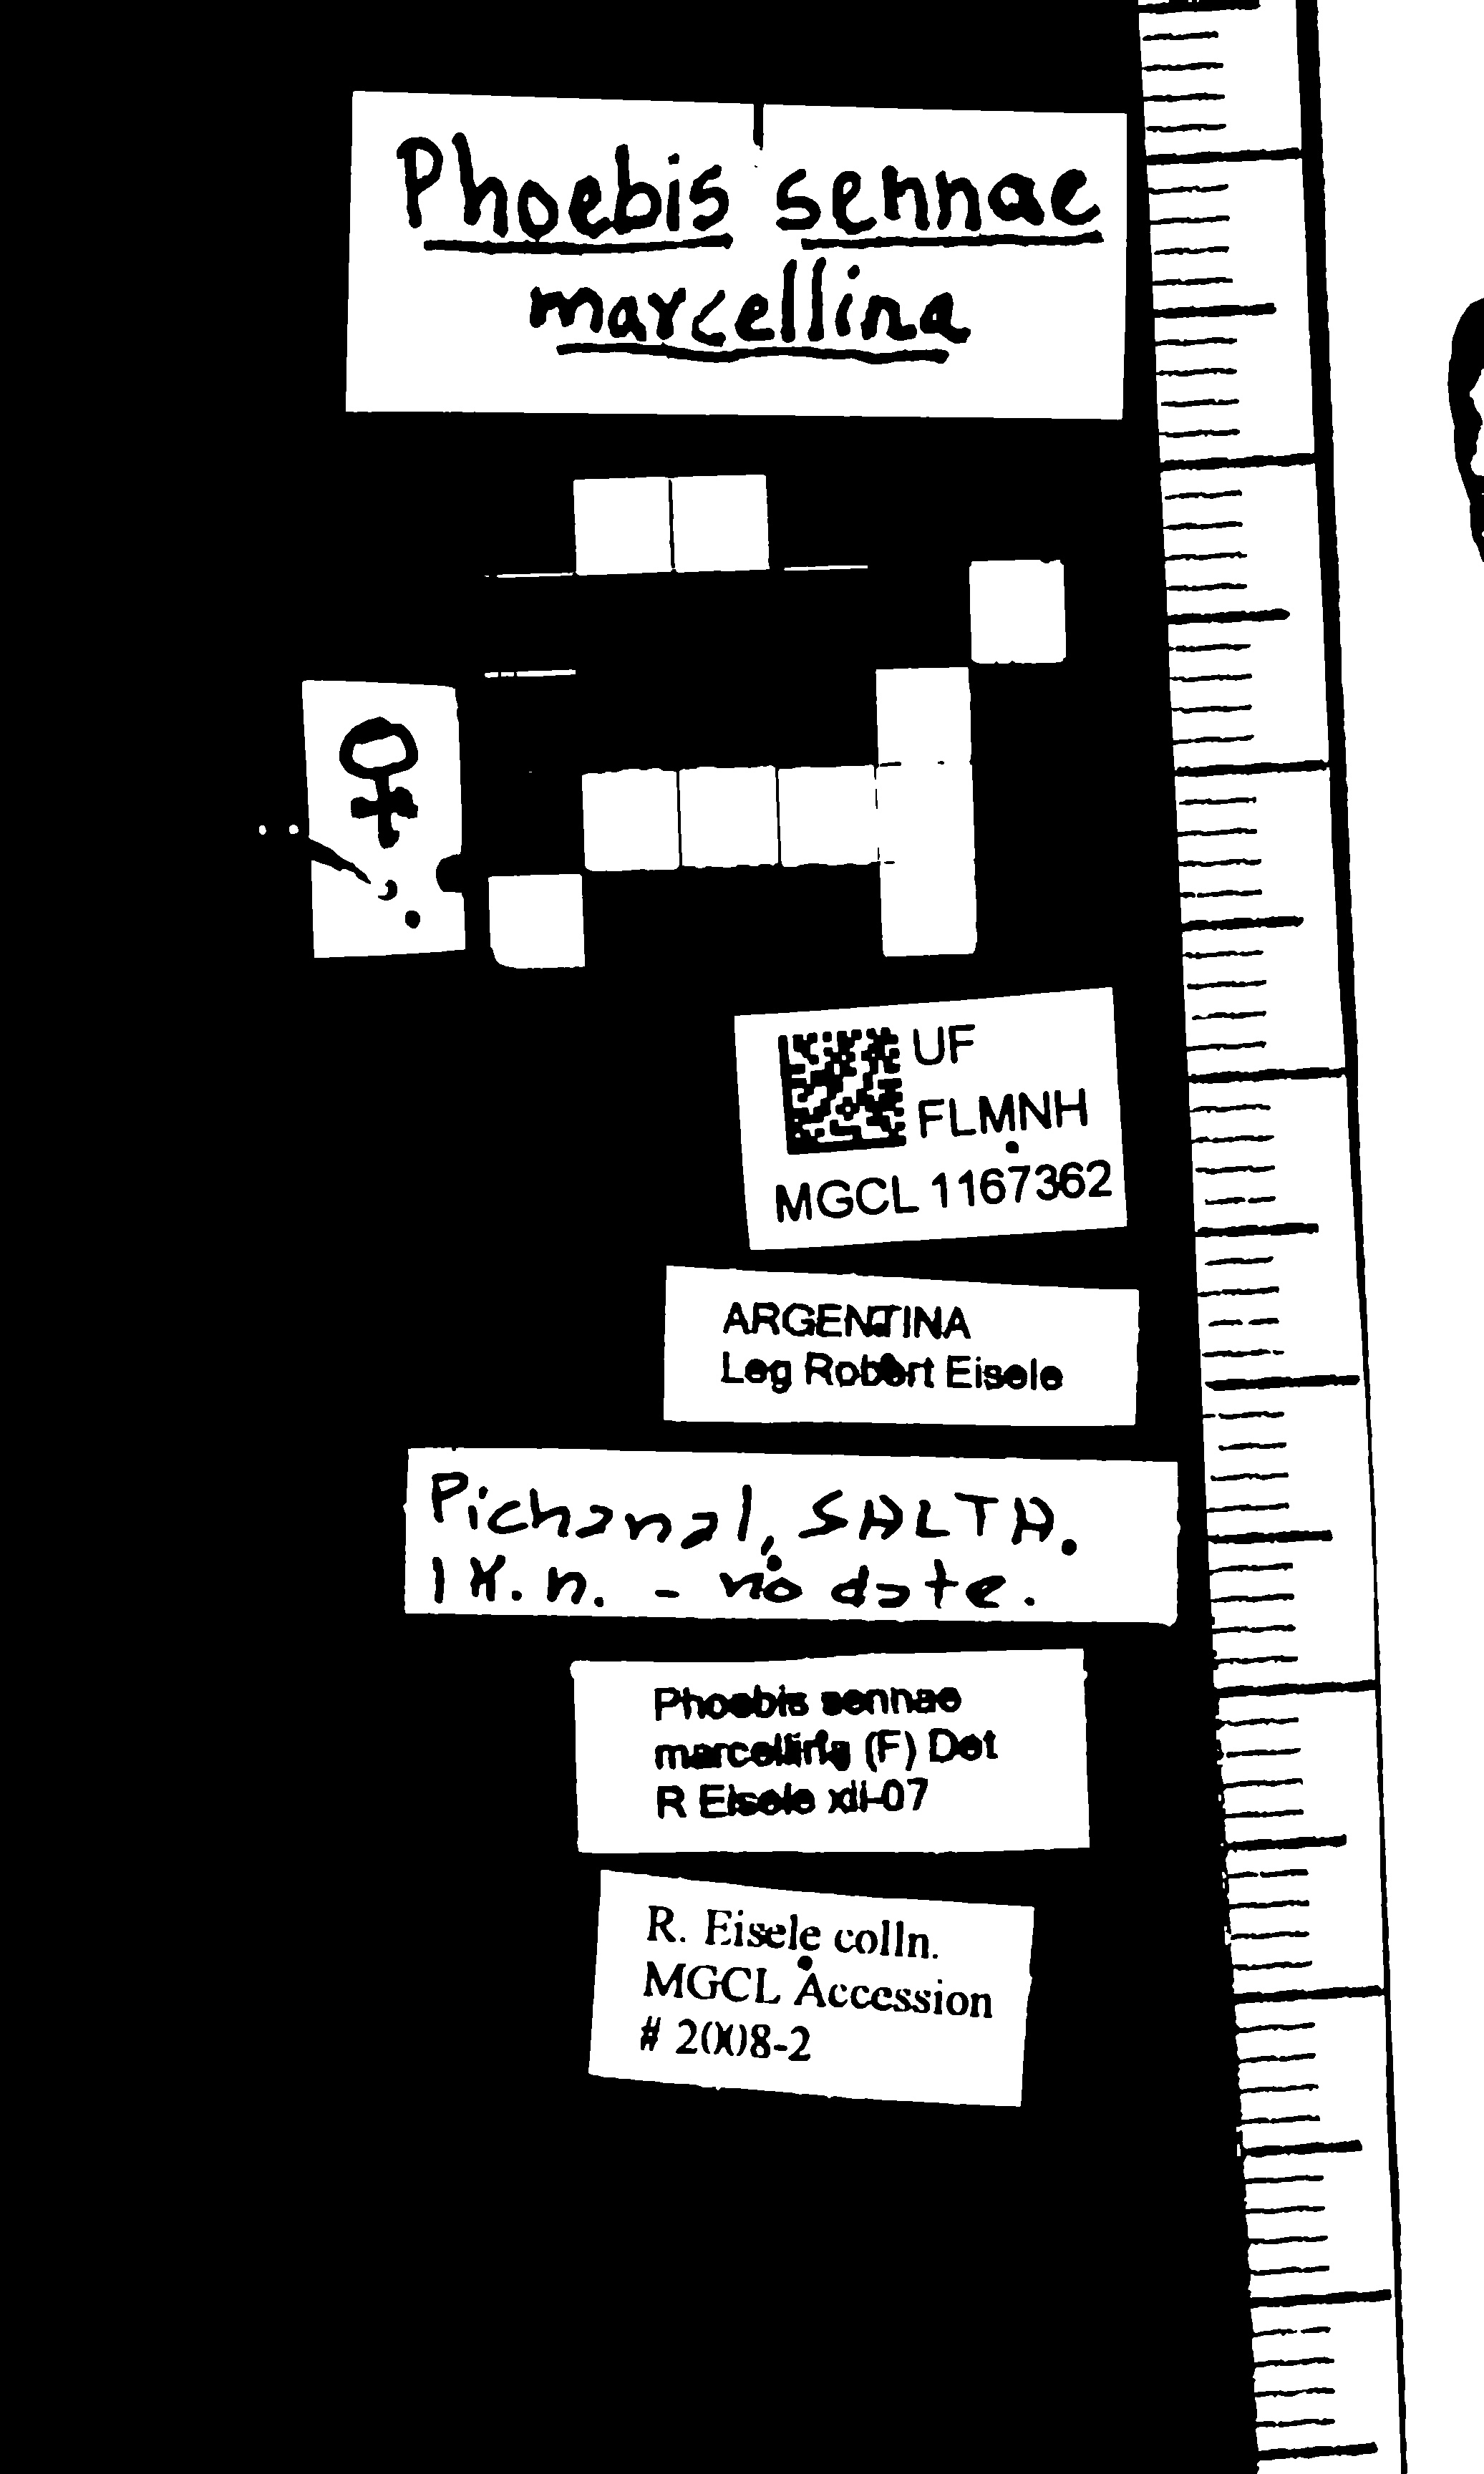 Phoebis sennae
marcellina
♀
UF
FLMNH
MGCL 1167362
ARGENTINA
Leg Robert Eisele
Pichanal, SALTA.
IX. n. - no date.
Phoebis sennae
marcellina (F) Det
R Eisele xii-07
R. Eisele colln.
MGCL Accession
# 2008-2